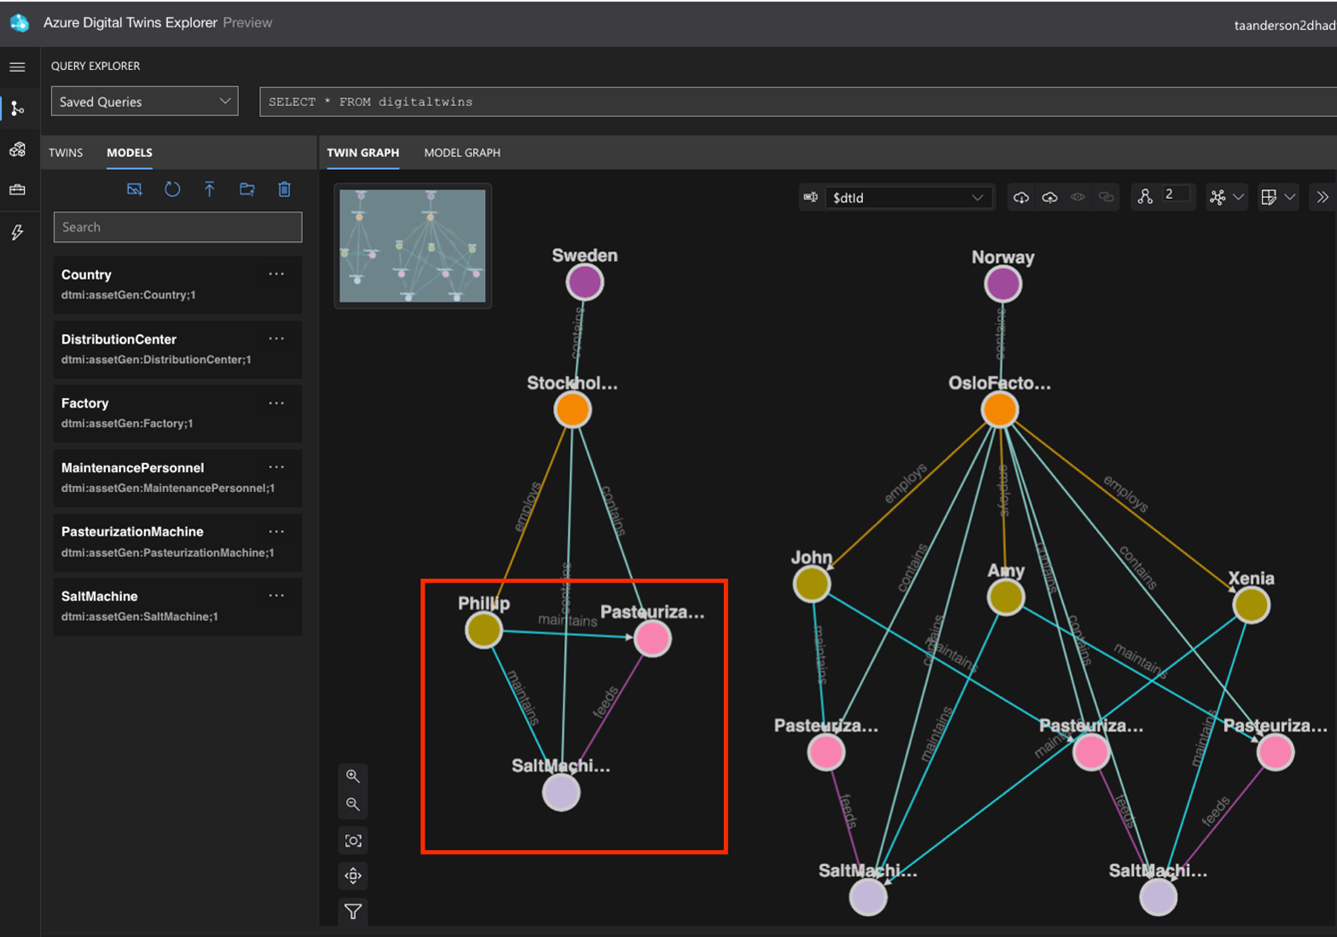 Azure Digital Twins Explorer Preview
taanderson2dhad
QUERY EXPLORER
Saved Queries
SELECT * FROM digitaltwins
TWINS MODELS
TWIN GRAPH MODEL GRAPH
$dtId
2
Search
Country ...
dtmi:assetGen:Country;1
DistributionCenter ...
dtmi:assetGen:DistributionCenter;1
Factory ...
dtmi:assetGen:Factory;1
MaintenancePersonnel ...
dtmi:assetGen:MaintenancePersonnel;1
PasteurizationMachine ...
dtmi:assetGen:PasteurizationMachine;1
SaltMachine ...
dtmi:assetGen:SaltMachine;1
Sweden
contains
Stockhol...
employs
contains
contains
Phillip
maintains
Pasteuriza...
maintains
feeds
SaltMachi...
Norway
contains
OsloFacto...
employs
employs
employs
contains
contains
contains
John
Amy
Xenia
contains
contains
maintains
maintains
maintains
maintains
maintains
maintains
Pasteuriza...
Pasteuriza...
Pasteuriza...
feeds
feeds
feeds
SaltMachi...
SaltMachi...